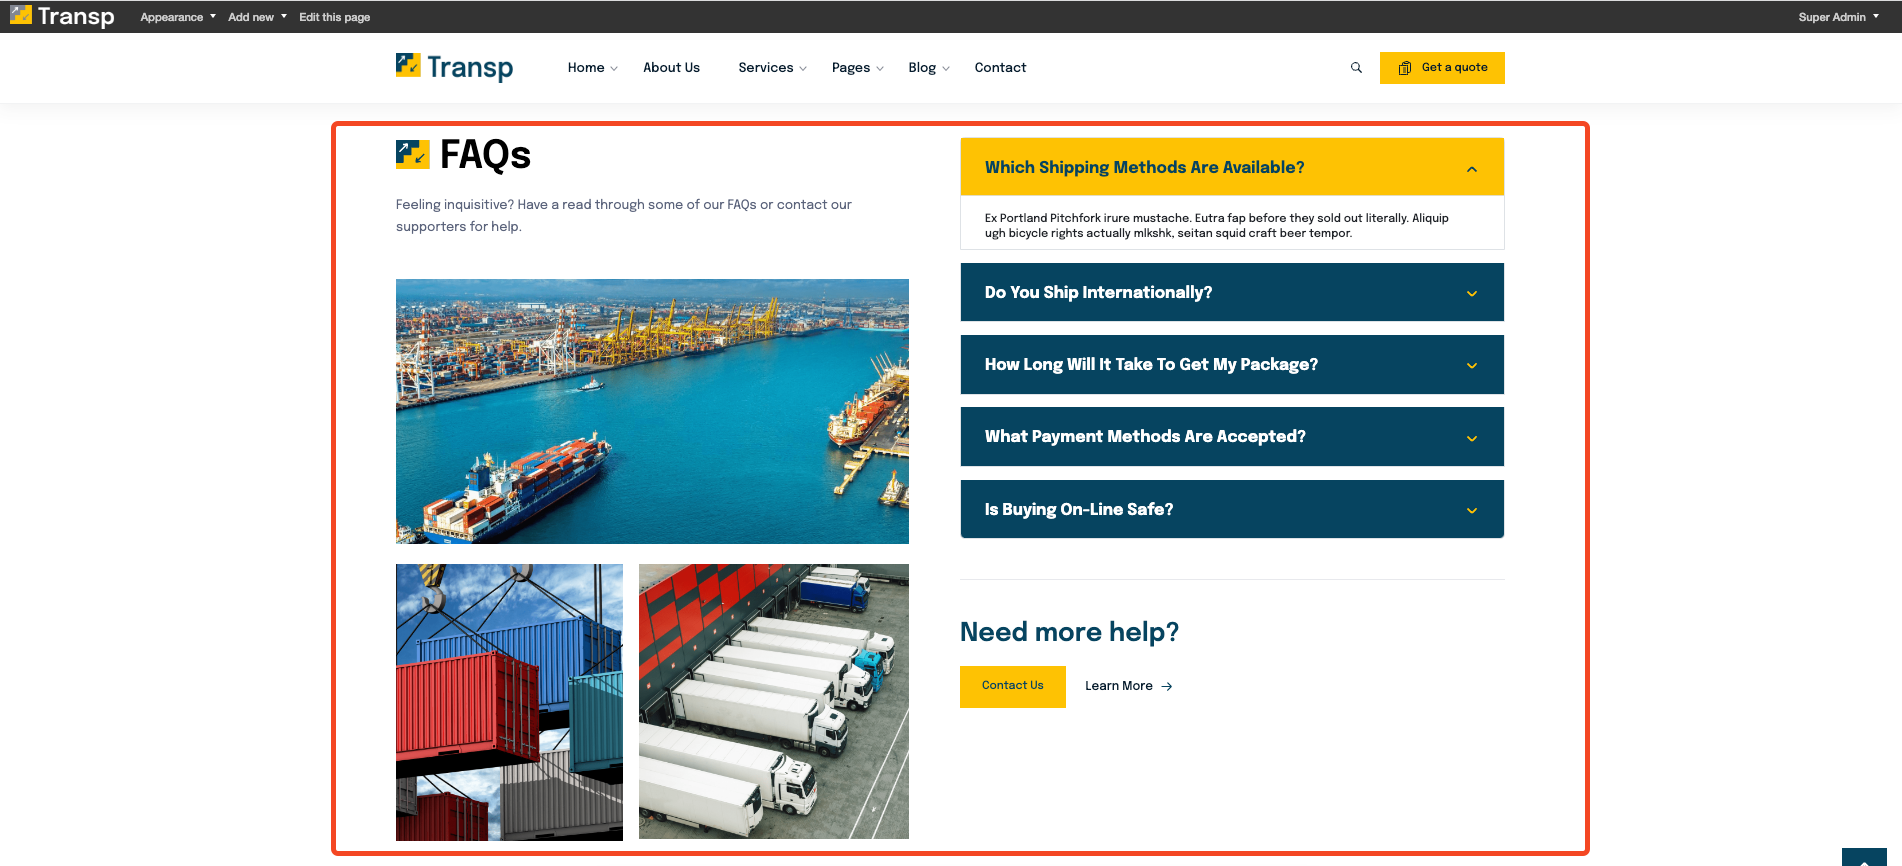 Transp
Appearance Add new Edit this page Super Admin
Transp
Home About Us Services Pages Blog Contact Get a quote
FAQs
Feeling inquisitive? Have a read through some of our FAQs or contact our
supporters for help.
Which Shipping Methods Are Available?
Ex Portland Pitchfork irure mustache. Eutra fap before they sold out literally. Aliquip
ugh bicycle rights actually mlkshk, seitan squid craft beer tempor.
Do You Ship Internationally?
How Long Will It Take To Get My Package?
What Payment Methods Are Accepted?
Is Buying On-Line Safe?
Need more help?
Contact Us Learn More